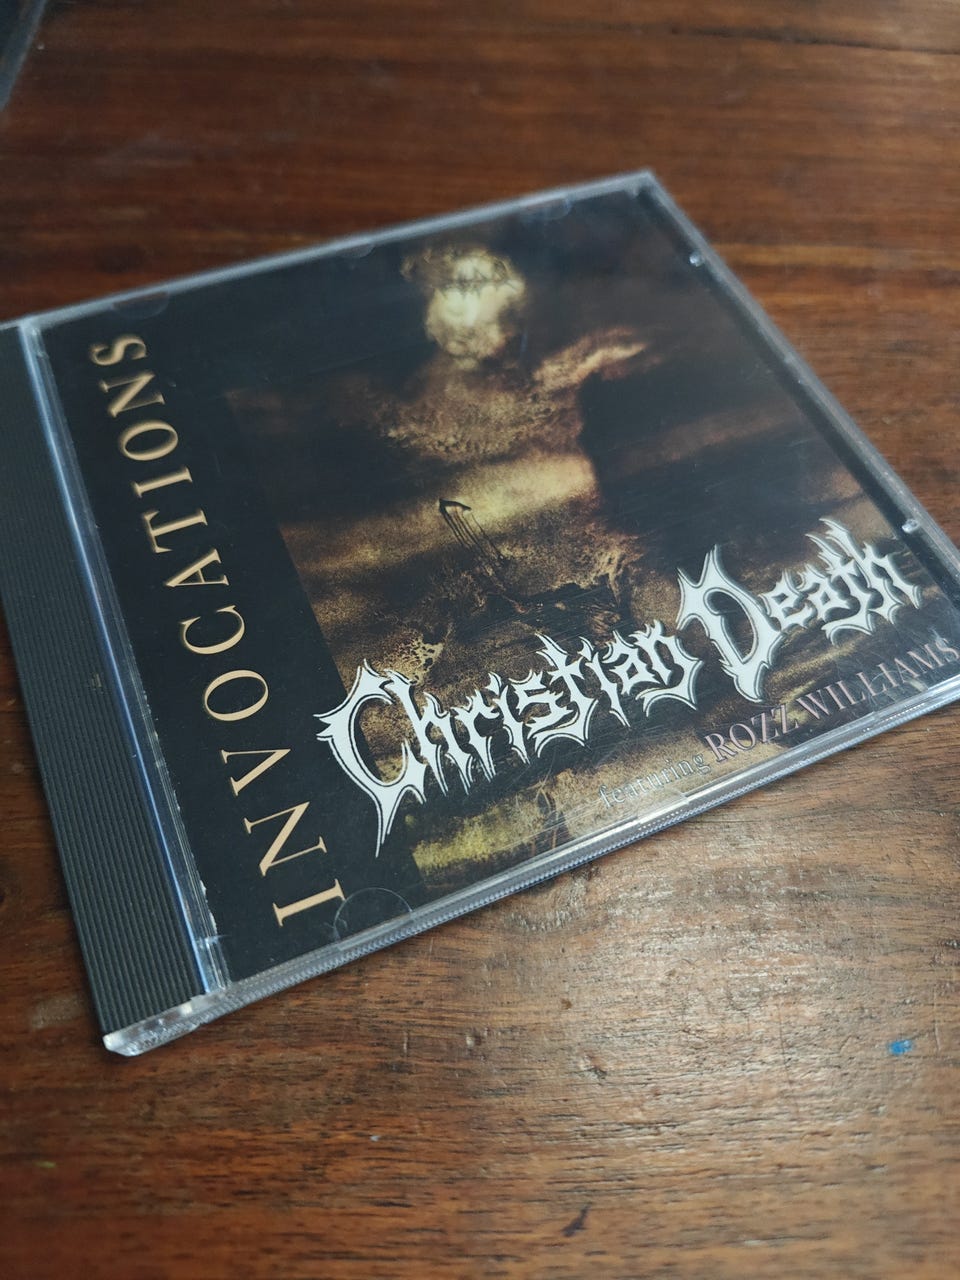 INVOCATIONS
Christian Death
featuring ROZZ WILLIAMS